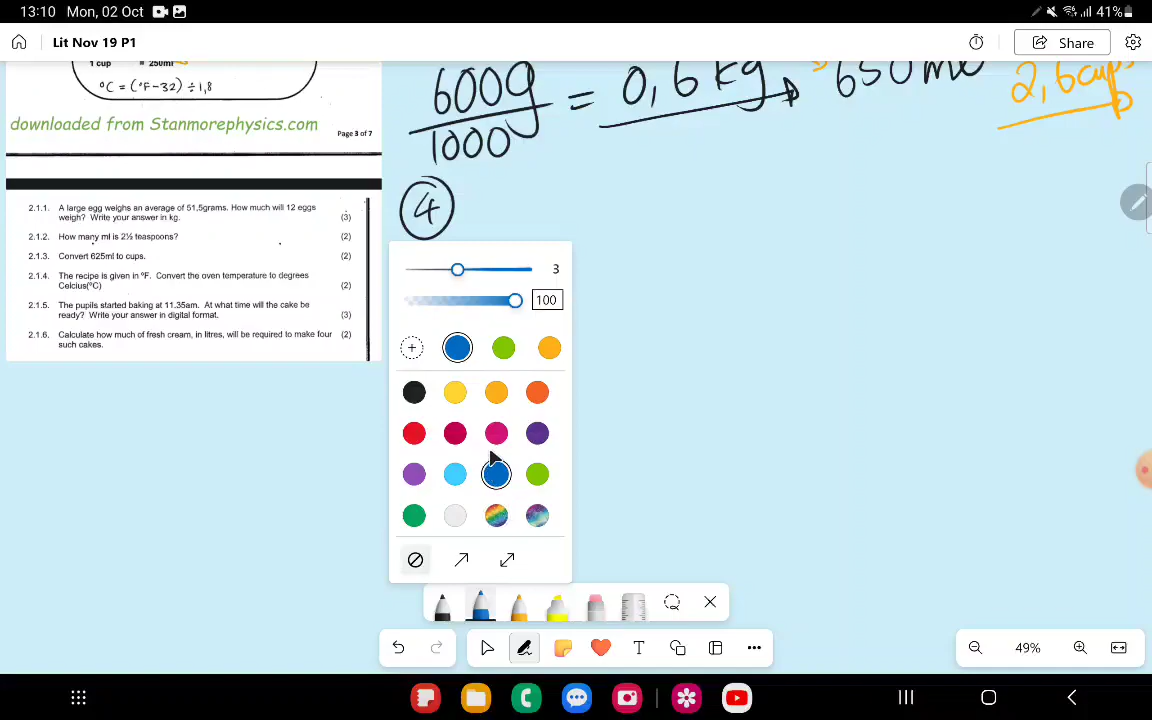 13:10 Mon, 02 Oct 41%
Lit Nov 19 P1
Share
1 cup = 250ml
°C = (°F-32) ÷ 1,8
downloaded from Stanmorephysics.com
Page 3 of 7
600g
1000
= 0,6 kg
650ml
2,6 cups
4
2.1.1. A large egg weighs an average of 51,5grams. How much will 12 eggs
weigh? Write your answer in kg. (3)
2.1.2. How many ml is 2½ teaspoons? (2)
2.1.3. Convert 625ml to cups. (2)
2.1.4. The recipe is given in °F. Convert the oven temperature to degrees
Celcius(°C) (2)
2.1.5. The pupils started baking at 11.35am. At what time will the cake be
ready? Write your answer in digital format. (3)
2.1.6. Calculate how much of fresh cream, in litres, will be required to make four (2)
such cakes.
3
100
49%